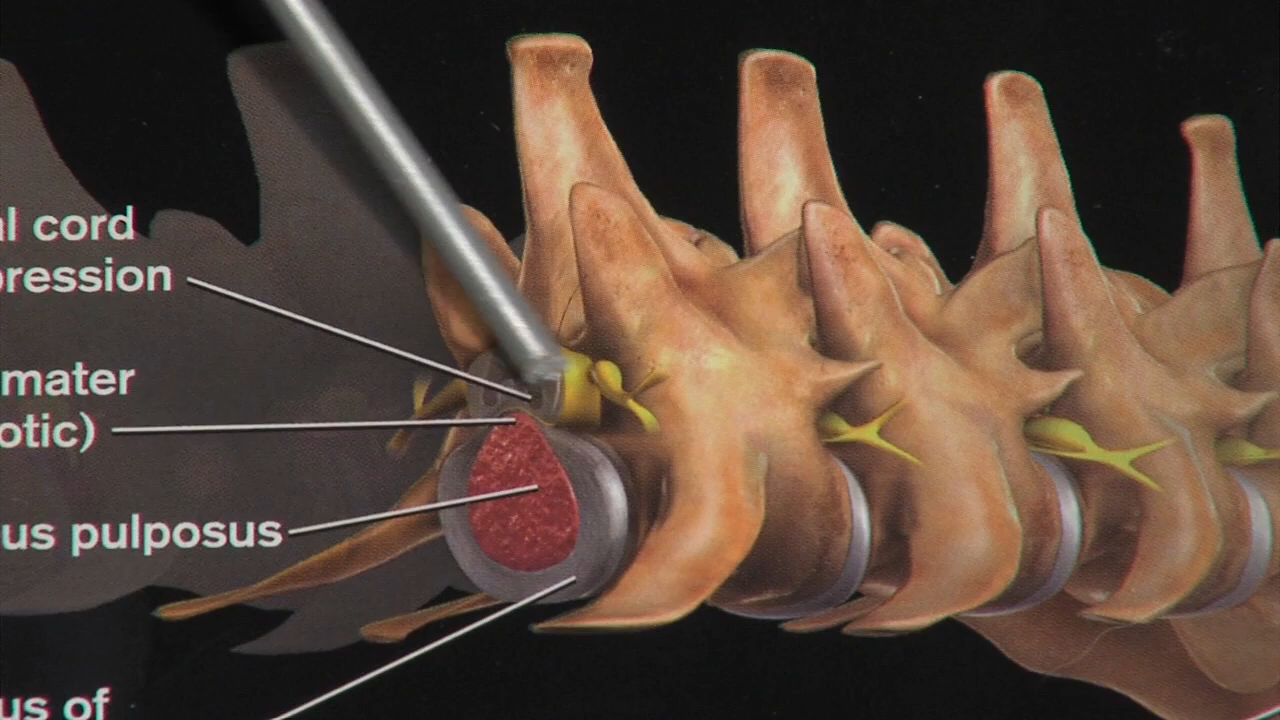 al cord
pression
mater
otic)
us pulposus
us of